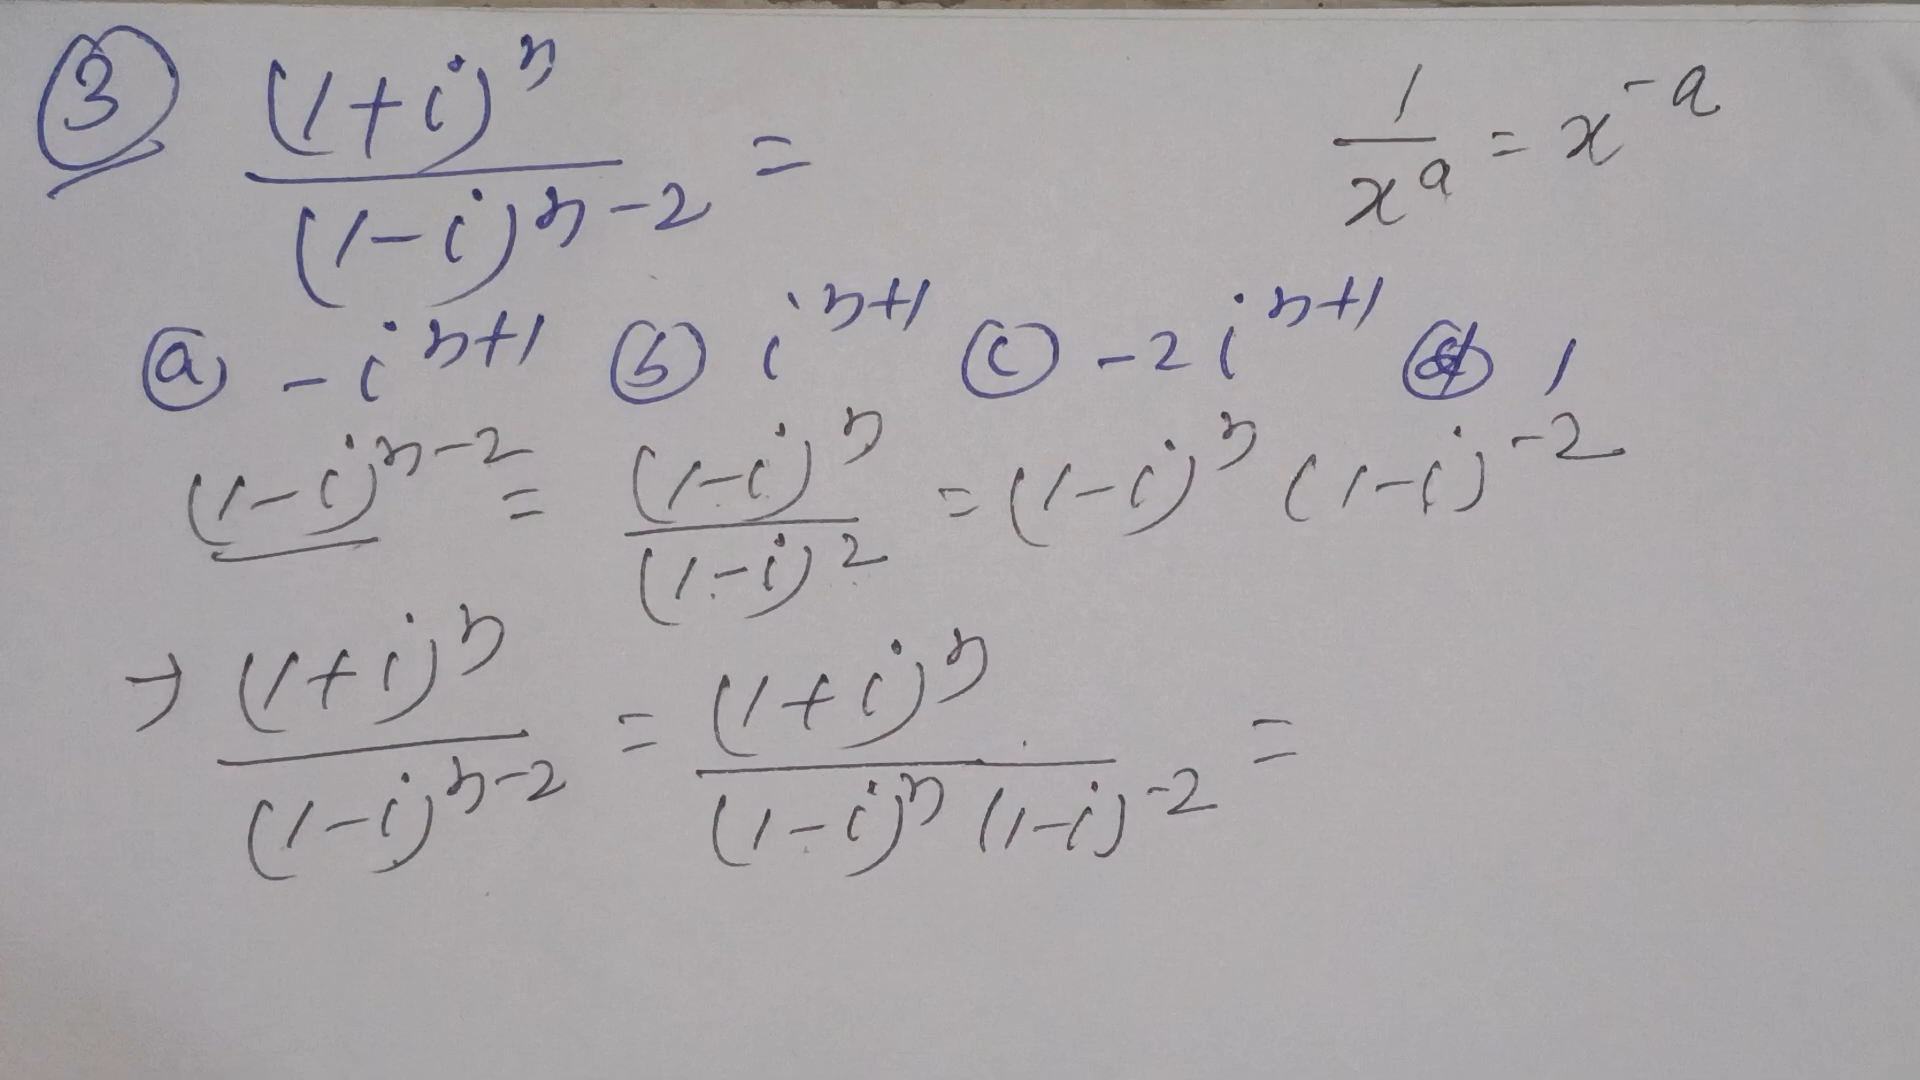 ③ (1+i)^n / (1-i)^{n-2} =
1/x^a = x^{-a}
ⓐ -i^{n+1} ⓑ i^{n+1} ⓒ -2i^{n+1} ⓓ 1
(1-i)^{n-2} = (1-i)^n / (1-i)^2 = (1-i)^n (1-i)^{-2}
→ (1+i)^n / (1-i)^{n-2} = (1+i)^n / (1-i)^n (1-i)^{-2} =